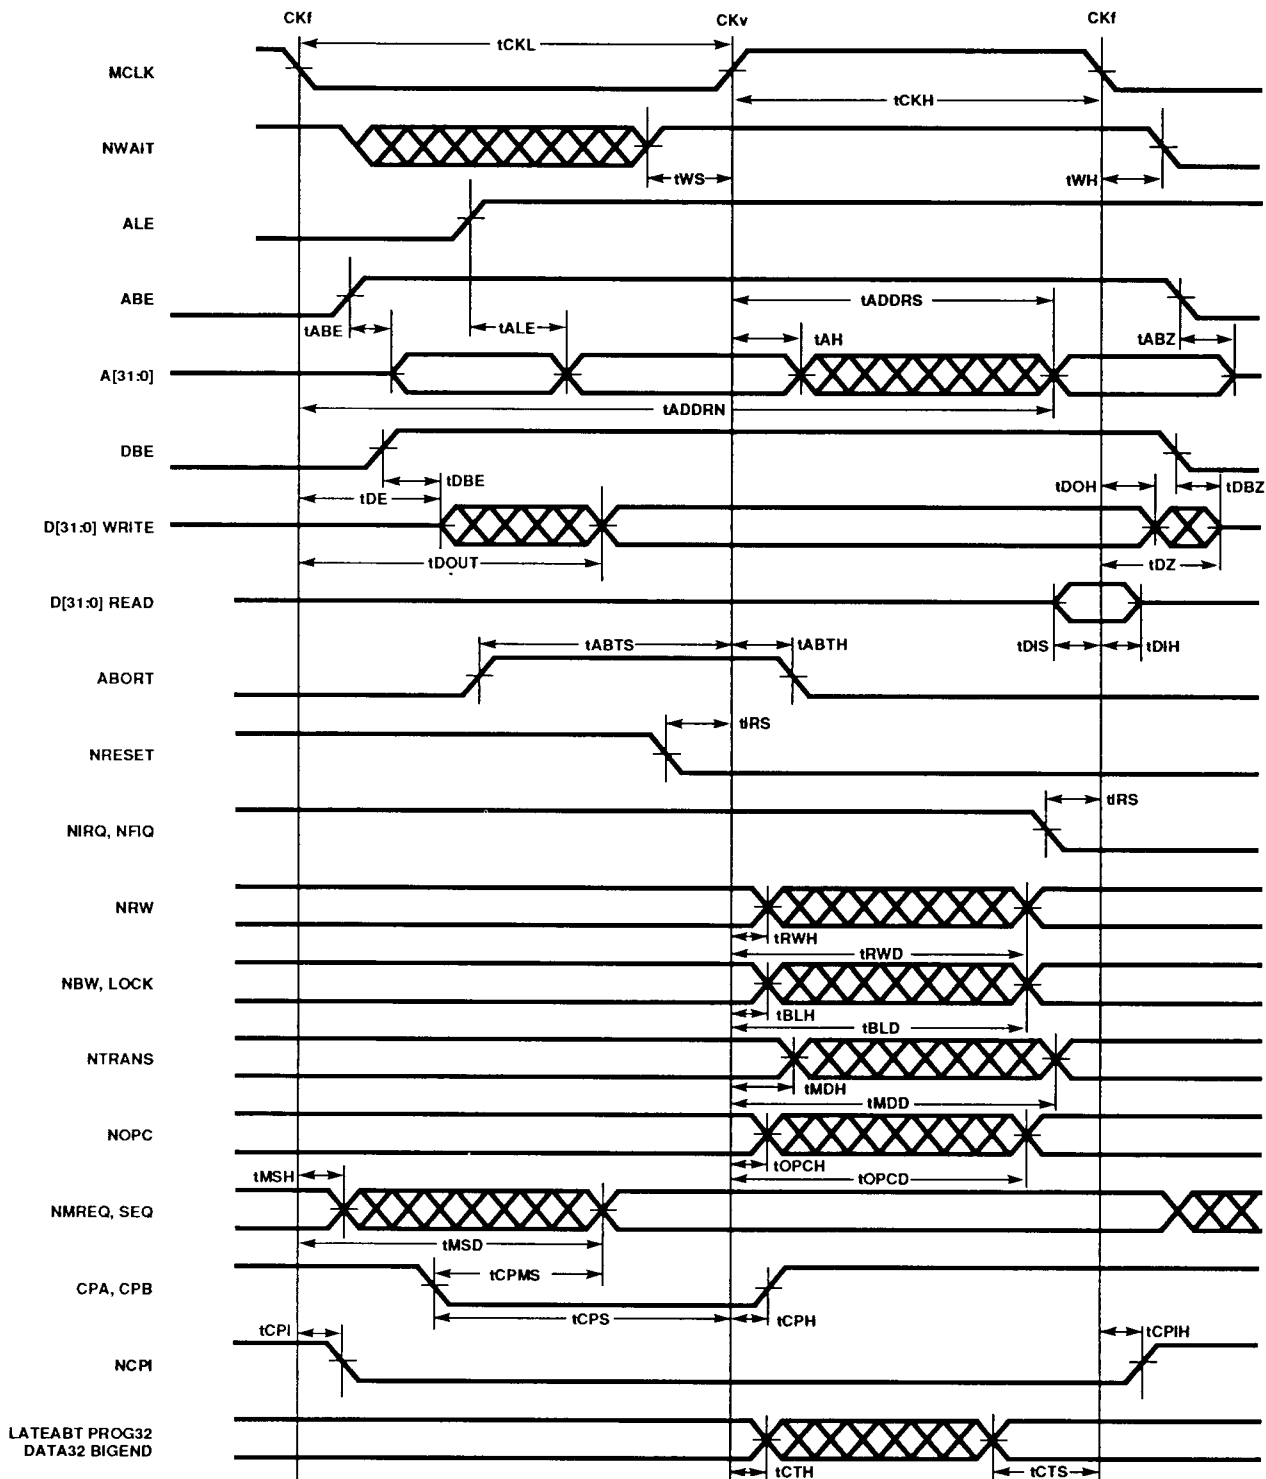 CKf
CKv
CKf
tCKL
MCLK
tCKH
NWAIT
tWS
tWH
ALE
ABE
tADDRS
tABE
tALE
tAH
tABZ
A[31:0]
tADDRN
DBE
tDBE
tDE
tDOH
tDBZ
D[31:0] WRITE
tDOUT
tDZ
D[31:0] READ
tABTS
tABTH
tDIS
tDIH
ABORT
tIRS
NRESET
tIRS
NIRQ, NFIQ
NRW
tRWH
tRWD
NBW, LOCK
tBLH
tBLD
NTRANS
tMDH
tMDD
NOPC
tOPCH
tOPCD
tMSH
NMREQ, SEQ
tMSD
tCPMS
CPA, CPB
tCPS
tCPH
tCPI
tCPIH
NCPI
LATEABT PROG32
DATA32 BIGEND
tCTH
tCTS